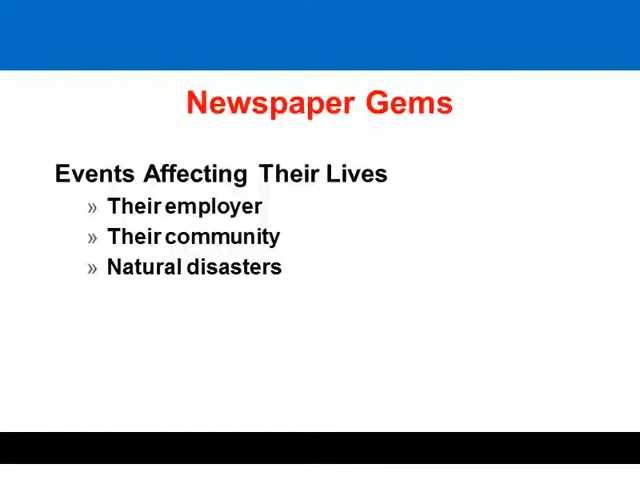 Newspaper Gems
Events Affecting Their Lives
» Their employer
» Their community
» Natural disasters